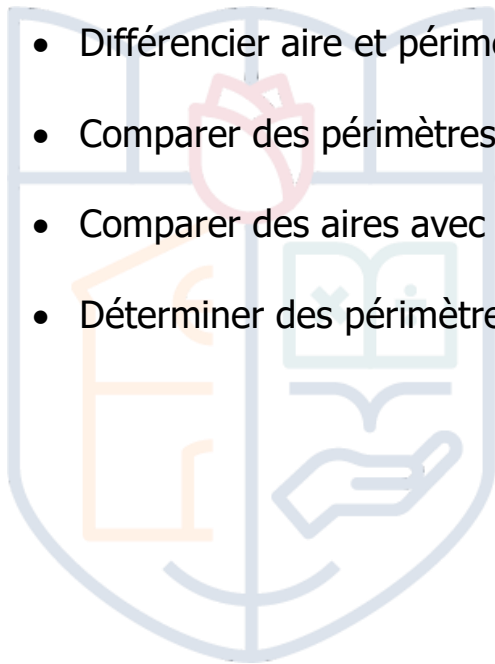 • Différencier aire et périm
• Comparer des périmètres
• Comparer des aires avec
• Déterminer des périmètre